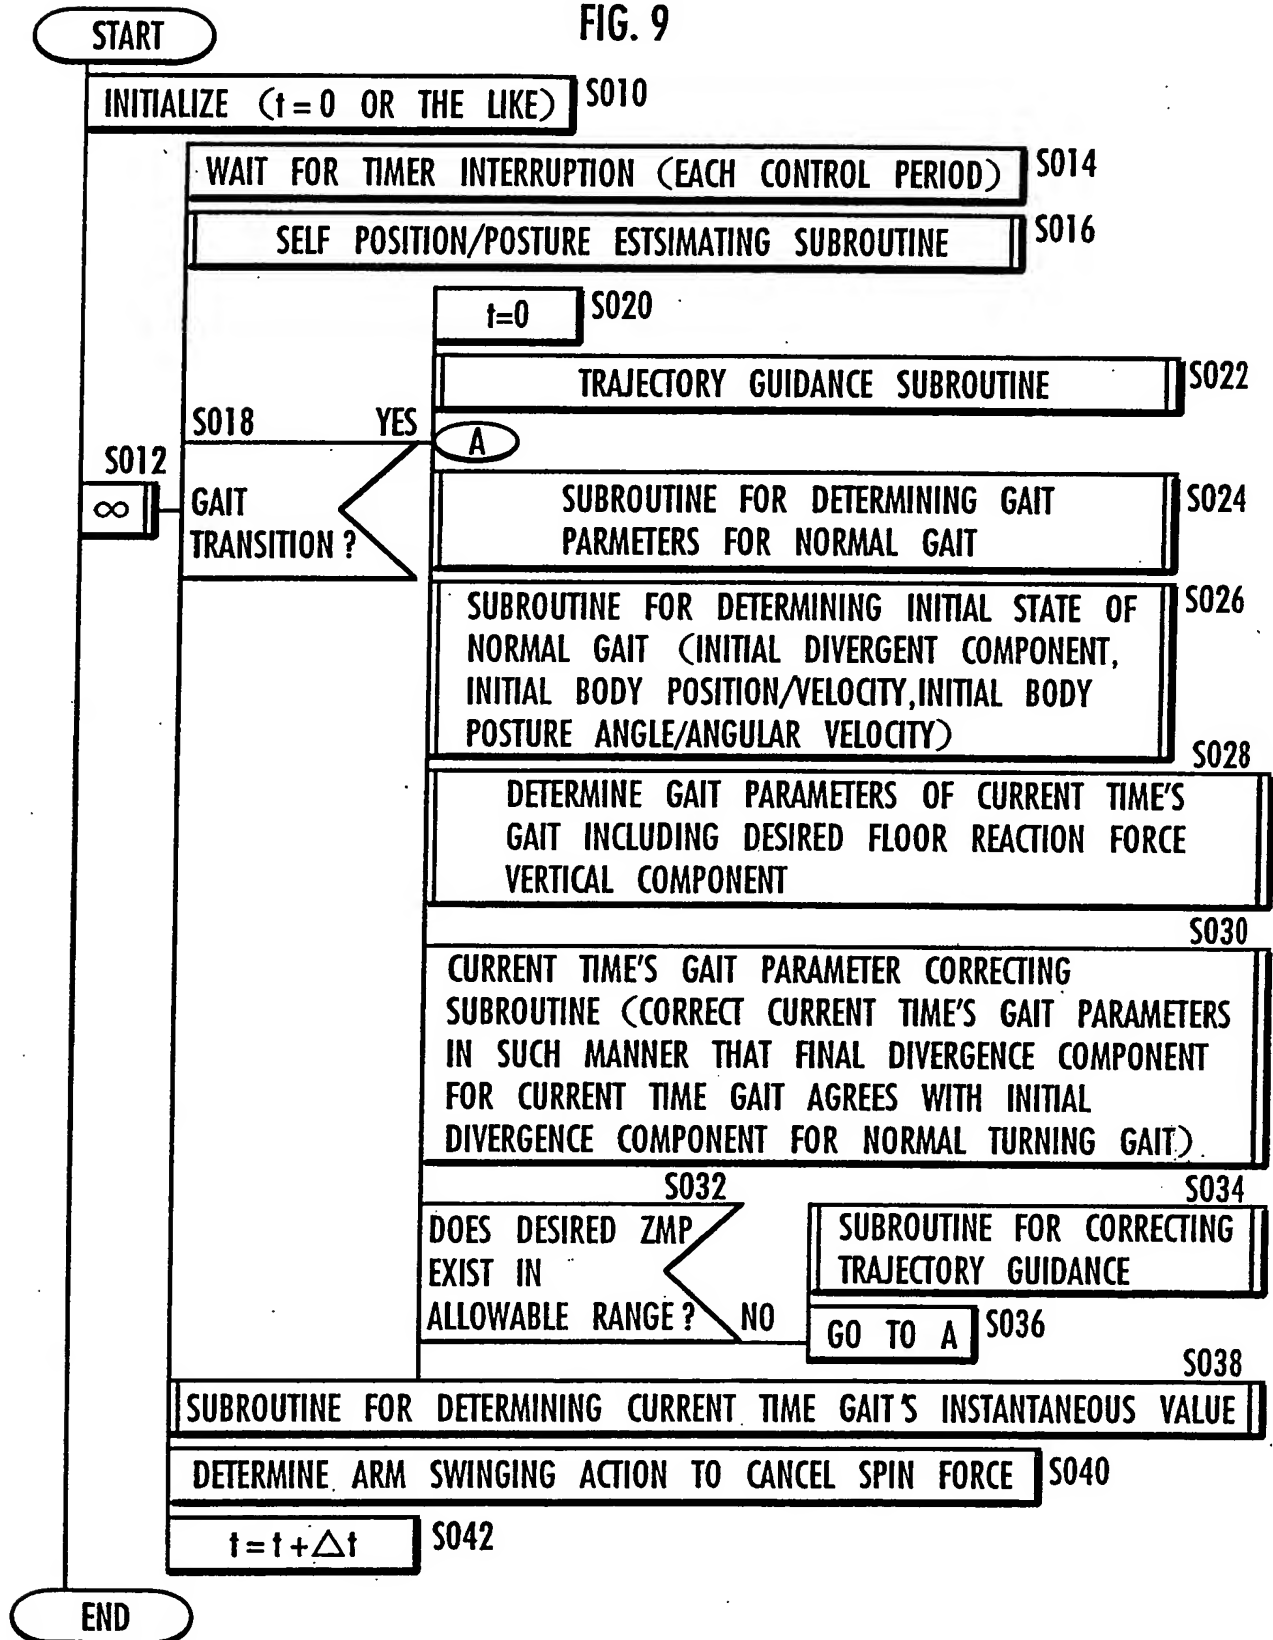 FIG. 9
START
INITIALIZE (t = 0 OR THE LIKE) S010
WAIT FOR TIMER INTERRUPTION (EACH CONTROL PERIOD) S014
SELF POSITION/POSTURE ESTSIMATING SUBROUTINE S016
t=0 S020
TRAJECTORY GUIDANCE SUBROUTINE S022
S018 YES A
S012
∞
GAIT
TRANSITION ?
SUBROUTINE FOR DETERMINING GAIT S024
PARMETERS FOR NORMAL GAIT
SUBROUTINE FOR DETERMINING INITIAL STATE OF S026
NORMAL GAIT (INITIAL DIVERGENT COMPONENT,
INITIAL BODY POSITION/VELOCITY,INITIAL BODY
POSTURE ANGLE/ANGULAR VELOCITY)
S028
DETERMINE GAIT PARAMETERS OF CURRENT TIME'S
GAIT INCLUDING DESIRED FLOOR REACTION FORCE
VERTICAL COMPONENT
S030
CURRENT TIME'S GAIT PARAMETER CORRECTING
SUBROUTINE (CORRECT CURRENT TIME'S GAIT PARAMETERS
IN SUCH MANNER THAT FINAL DIVERGENCE COMPONENT
FOR CURRENT TIME GAIT AGREES WITH INITIAL
DIVERGENCE COMPONENT FOR NORMAL TURNING GAIT)
S032
DOES DESIRED ZMP
EXIST IN
ALLOWABLE RANGE ? NO
S034
SUBROUTINE FOR CORRECTING
TRAJECTORY GUIDANCE
GO TO A S036
S038
SUBROUTINE FOR DETERMINING CURRENT TIME GAIT'S INSTANTANEOUS VALUE
DETERMINE ARM SWINGING ACTION TO CANCEL SPIN FORCE S040
t = t + △t S042
END